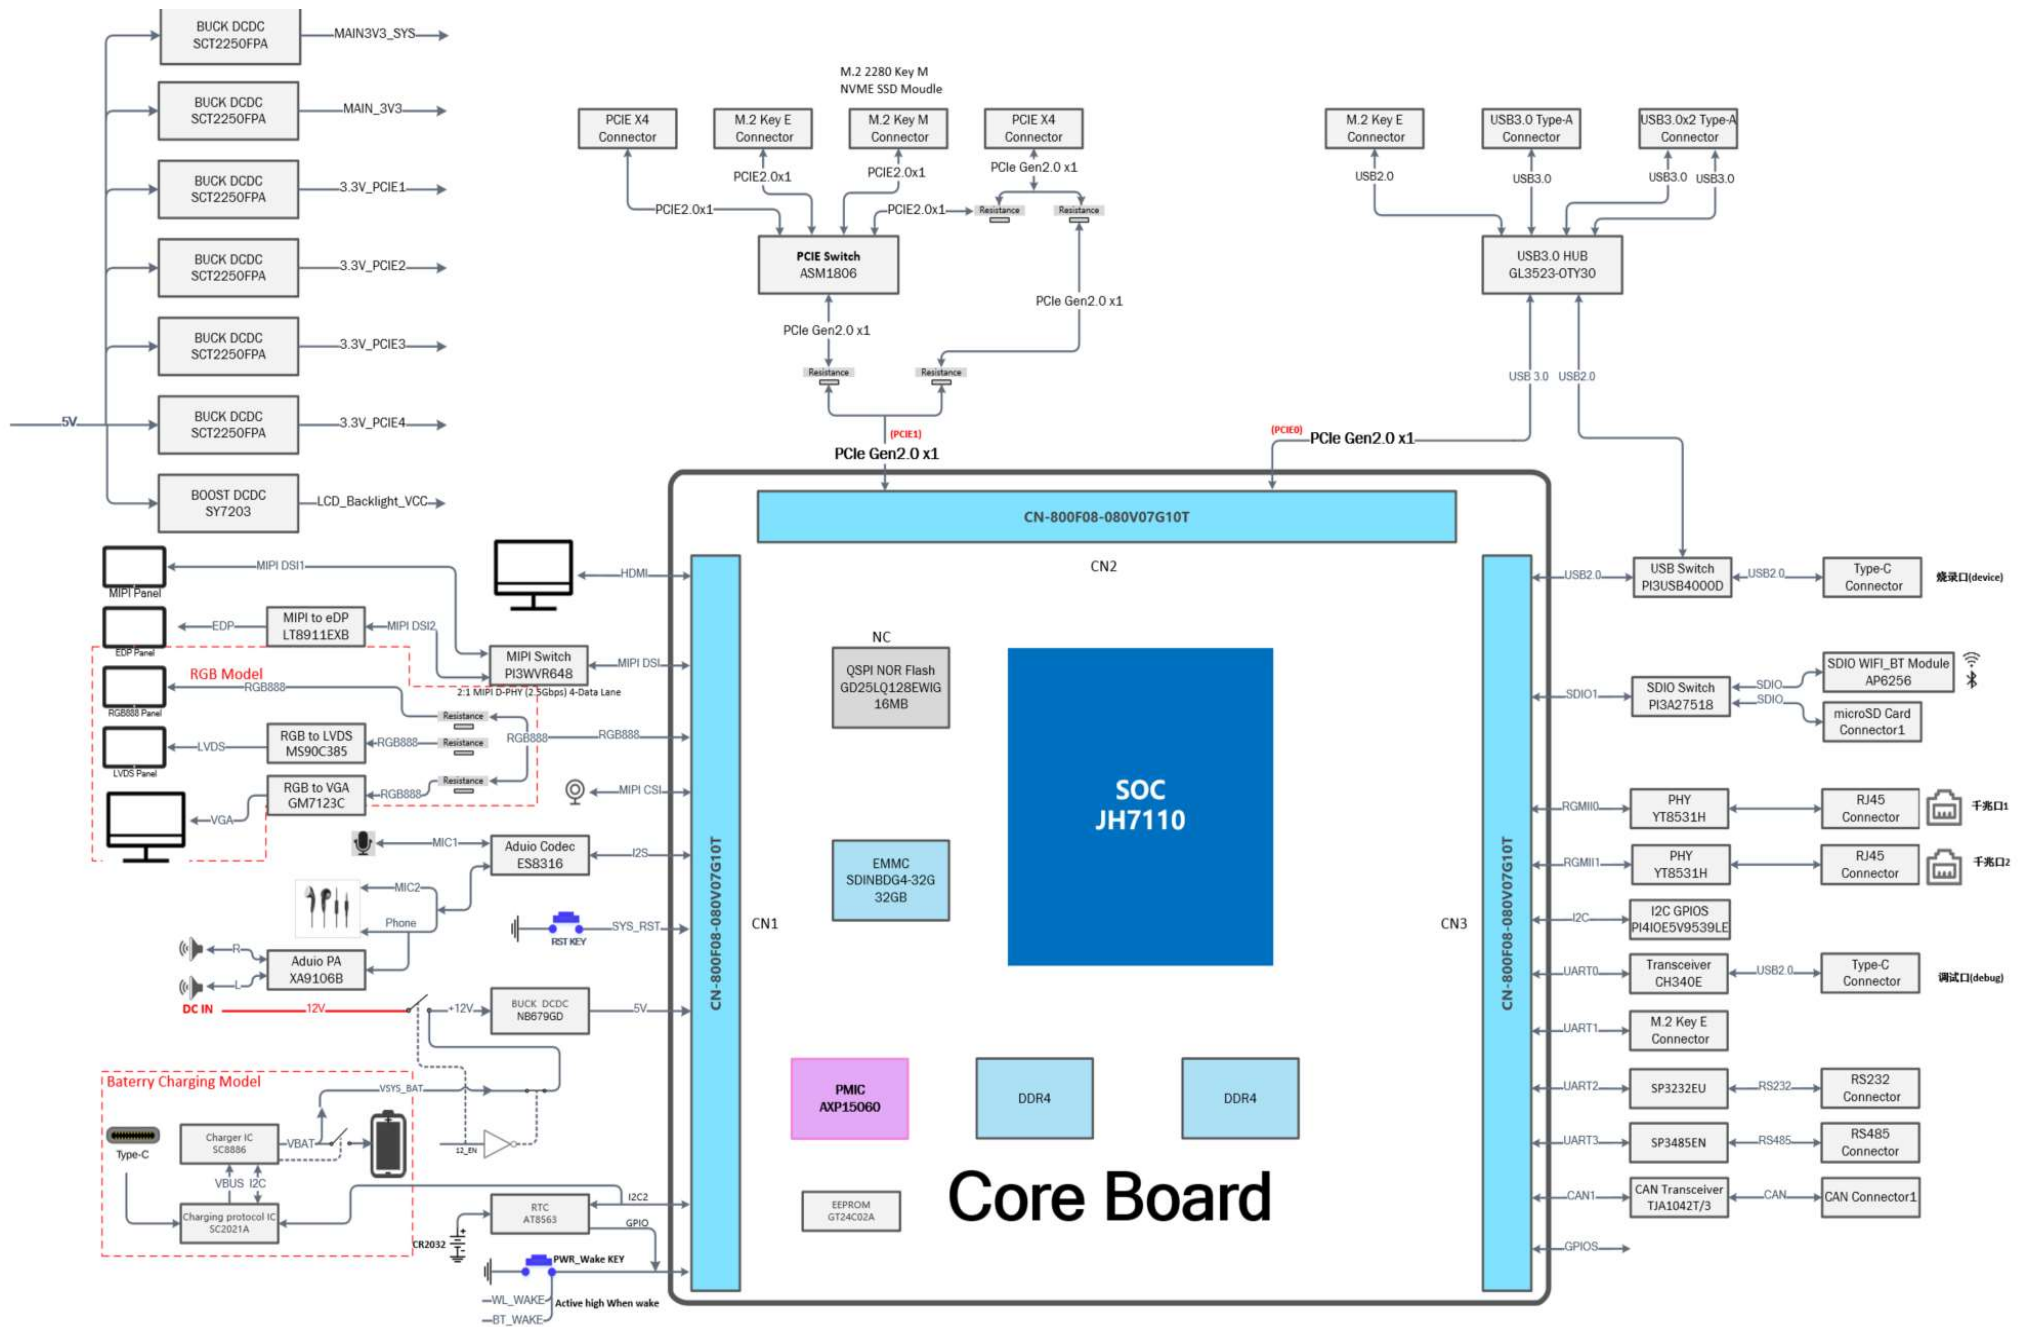 BUCK DCDC
SCT2250FPA
MAIN3V3_SYS
BUCK DCDC
SCT2250FPA
MAIN_3V3
BUCK DCDC
SCT2250FPA
3.3V_PCIE1
BUCK DCDC
SCT2250FPA
3.3V_PCIE2
BUCK DCDC
SCT2250FPA
3.3V_PCIE3
5V
BUCK DCDC
SCT2250FPA
3.3V_PCIE4
BOOST DCDC
SY7203
LCD_Backlight_VCC
M.2 2280 Key M
NVME SSD Moudle
PCIE X4
Connector
M.2 Key E
Connector
M.2 Key M
Connector
PCIE X4
Connector
PCIE2.0x1
PCIE2.0x1
PCIE2.0x1
PCIe Gen2.0 x1
PCIE2.0x1
Resistance
Resistance
PCIE Switch
ASM1806
PCIe Gen2.0 x1
PCIe Gen2.0 x1
Resistance
Resistance
(PCIE1)
PCIe Gen2.0 x1
M.2 Key E
Connector
USB3.0 Type-A
Connector
USB3.0x2 Type-A
Connector
USB2.0
USB3.0
USB3.0
USB3.0
USB3.0 HUB
GL3523-OTY30
USB 3.0
USB2.0
(PCIE0)
PCIe Gen2.0 x1
CN-800F08-080V07G10T
CN2
MIPI Panel
MIPI DSI1
HDMI
EDP Panel
EDP
MIPI to eDP
LT8911EXB
MIPI DSI2
MIPI Switch
PI3WVR648
MIPI DSI
2:1 MIPI D-PHY (2.5Gbps) 4-Data Lane
RGB Model
RGB888
RGB888 Panel
Resistance
LVDS
RGB to LVDS
MS90C385
RGB888
Resistance
RGB888
RGB888
LVDS Panel
VGA
RGB to VGA
GM7123C
RGB888
Resistance
MIPI CSI
MIC1
Aduio Codec
ES8316
I2S
MIC2
Phone
SYS_RST
RST KEY
R
L
Aduio PA
XA9106B
DC IN
12V
+12V
BUCK DCDC
NB679GD
5V
Baterry Charging Model
VSYS_BAT
Type-C
Charger IC
SC8886
VBAT
12_EN
VBUS
I2C
Charging protocol IC
SC2021A
CR2032
RTC
AT8563
I2C2
GPIO
PWR_Wake KEY
WL_WAKE
BT_WAKE
Active high When wake
CN-800F08-080V07G10T
CN1
NC
QSPI NOR Flash
GD25LQ128EWIG
16MB
SOC
JH7110
EMMC
SDINBDG4-32G
32GB
PMIC
AXP15060
DDR4
DDR4
EEPROM
GT24C02A
Core Board
CN3
CN-800F08-080V07G10T
USB2.0
USB Switch
PI3USB4000D
USB2.0
Type-C
Connector
烧录口(device)
SDIO1
SDIO Switch
PI3A27518
SDIO
SDIO
SDIO WIFI_BT Module
AP6256
microSD Card
Connector1
RGMII0
PHY
YT8531H
RJ45
Connector
千兆口1
RGMII1
PHY
YT8531H
RJ45
Connector
千兆口2
I2C
I2C GPIOS
PI4IOE5V9539LE
UART0
Transceiver
CH340E
USB2.0
Type-C
Connector
调试口(debug)
UART1
M.2 Key E
Connector
UART2
SP3232EU
RS232
RS232
Connector
UART3
SP3485EN
RS485
RS485
Connector
CAN1
CAN Transceiver
TJA1042T/3
CAN
CAN Connector1
GPIOS